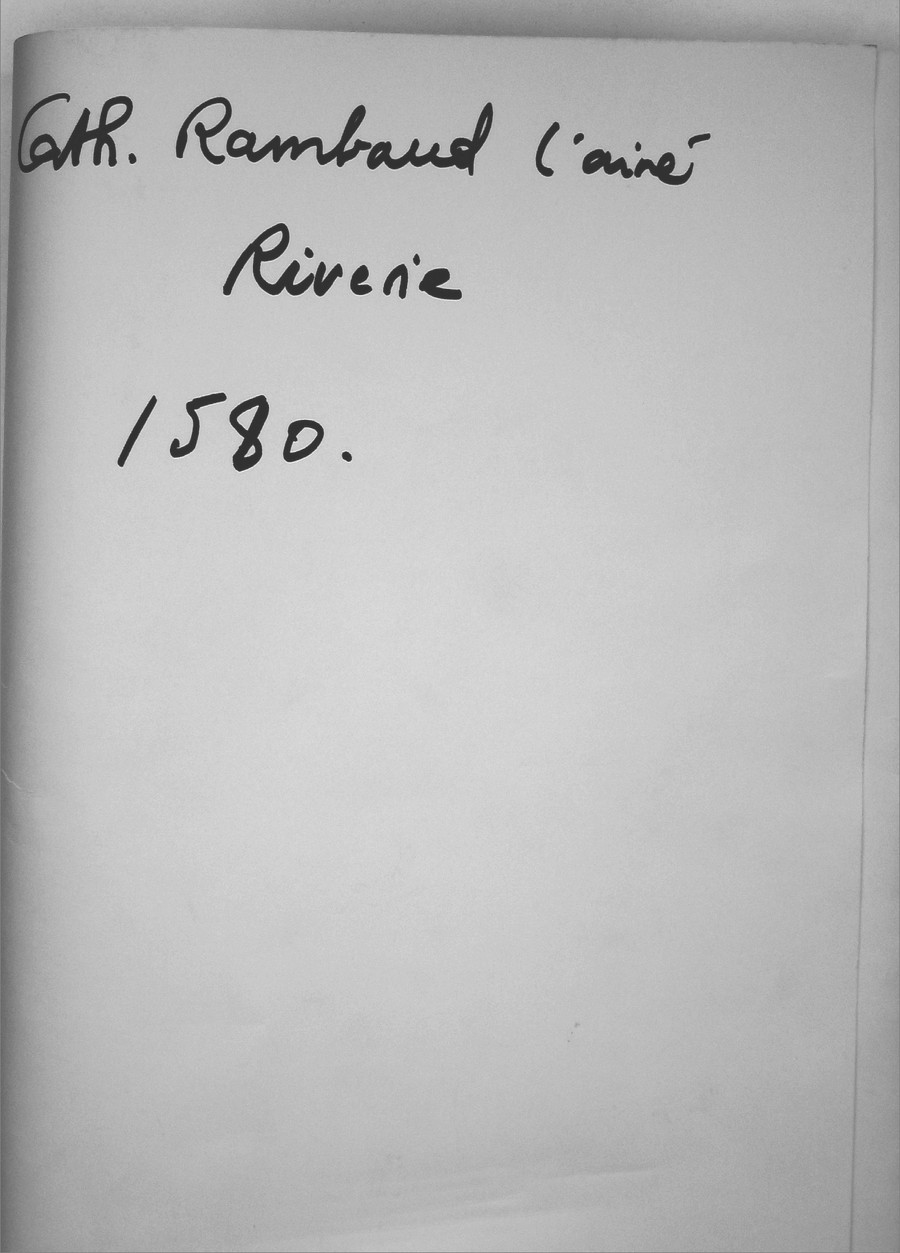 Cath. Rambaud l'ainé
Riverie
1580.